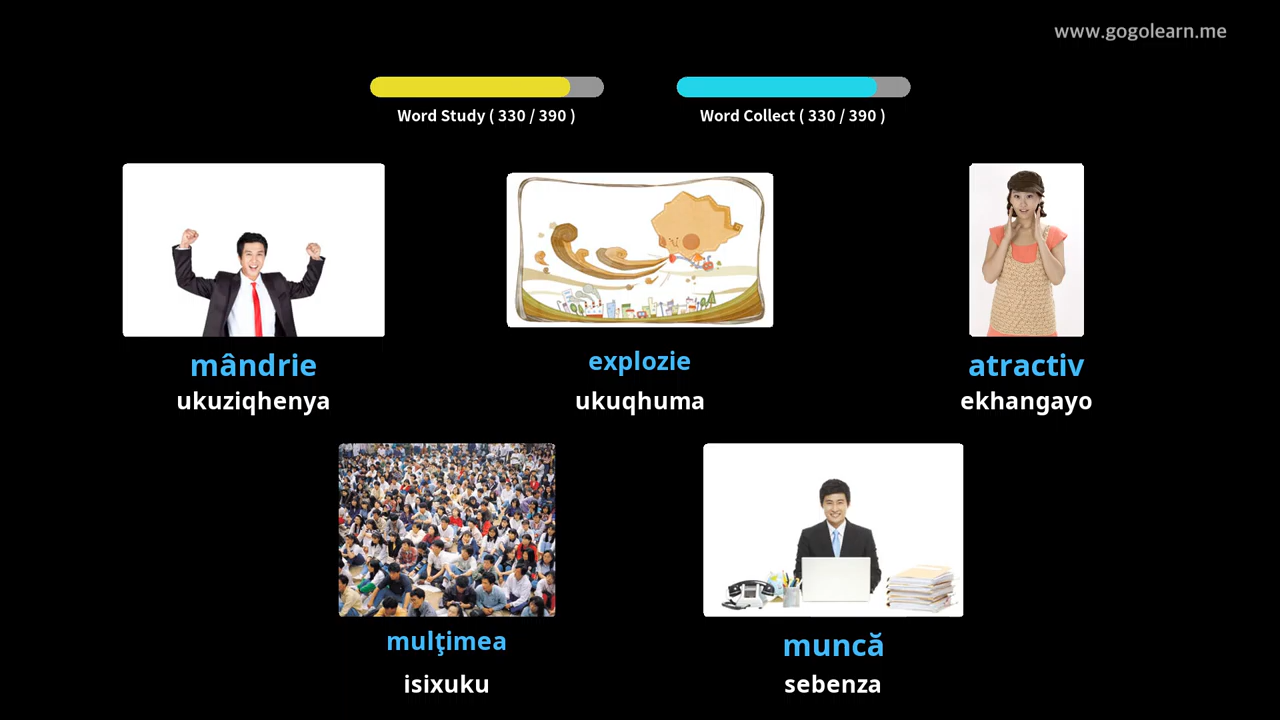 www.gogolearn.me
Word Study ( 330 / 390 )
Word Collect ( 330 / 390 )
mândrie
ukuziqhenya
explozie
ukuqhuma
atractiv
ekhangayo
mulţimea
isixuku
muncă
sebenza